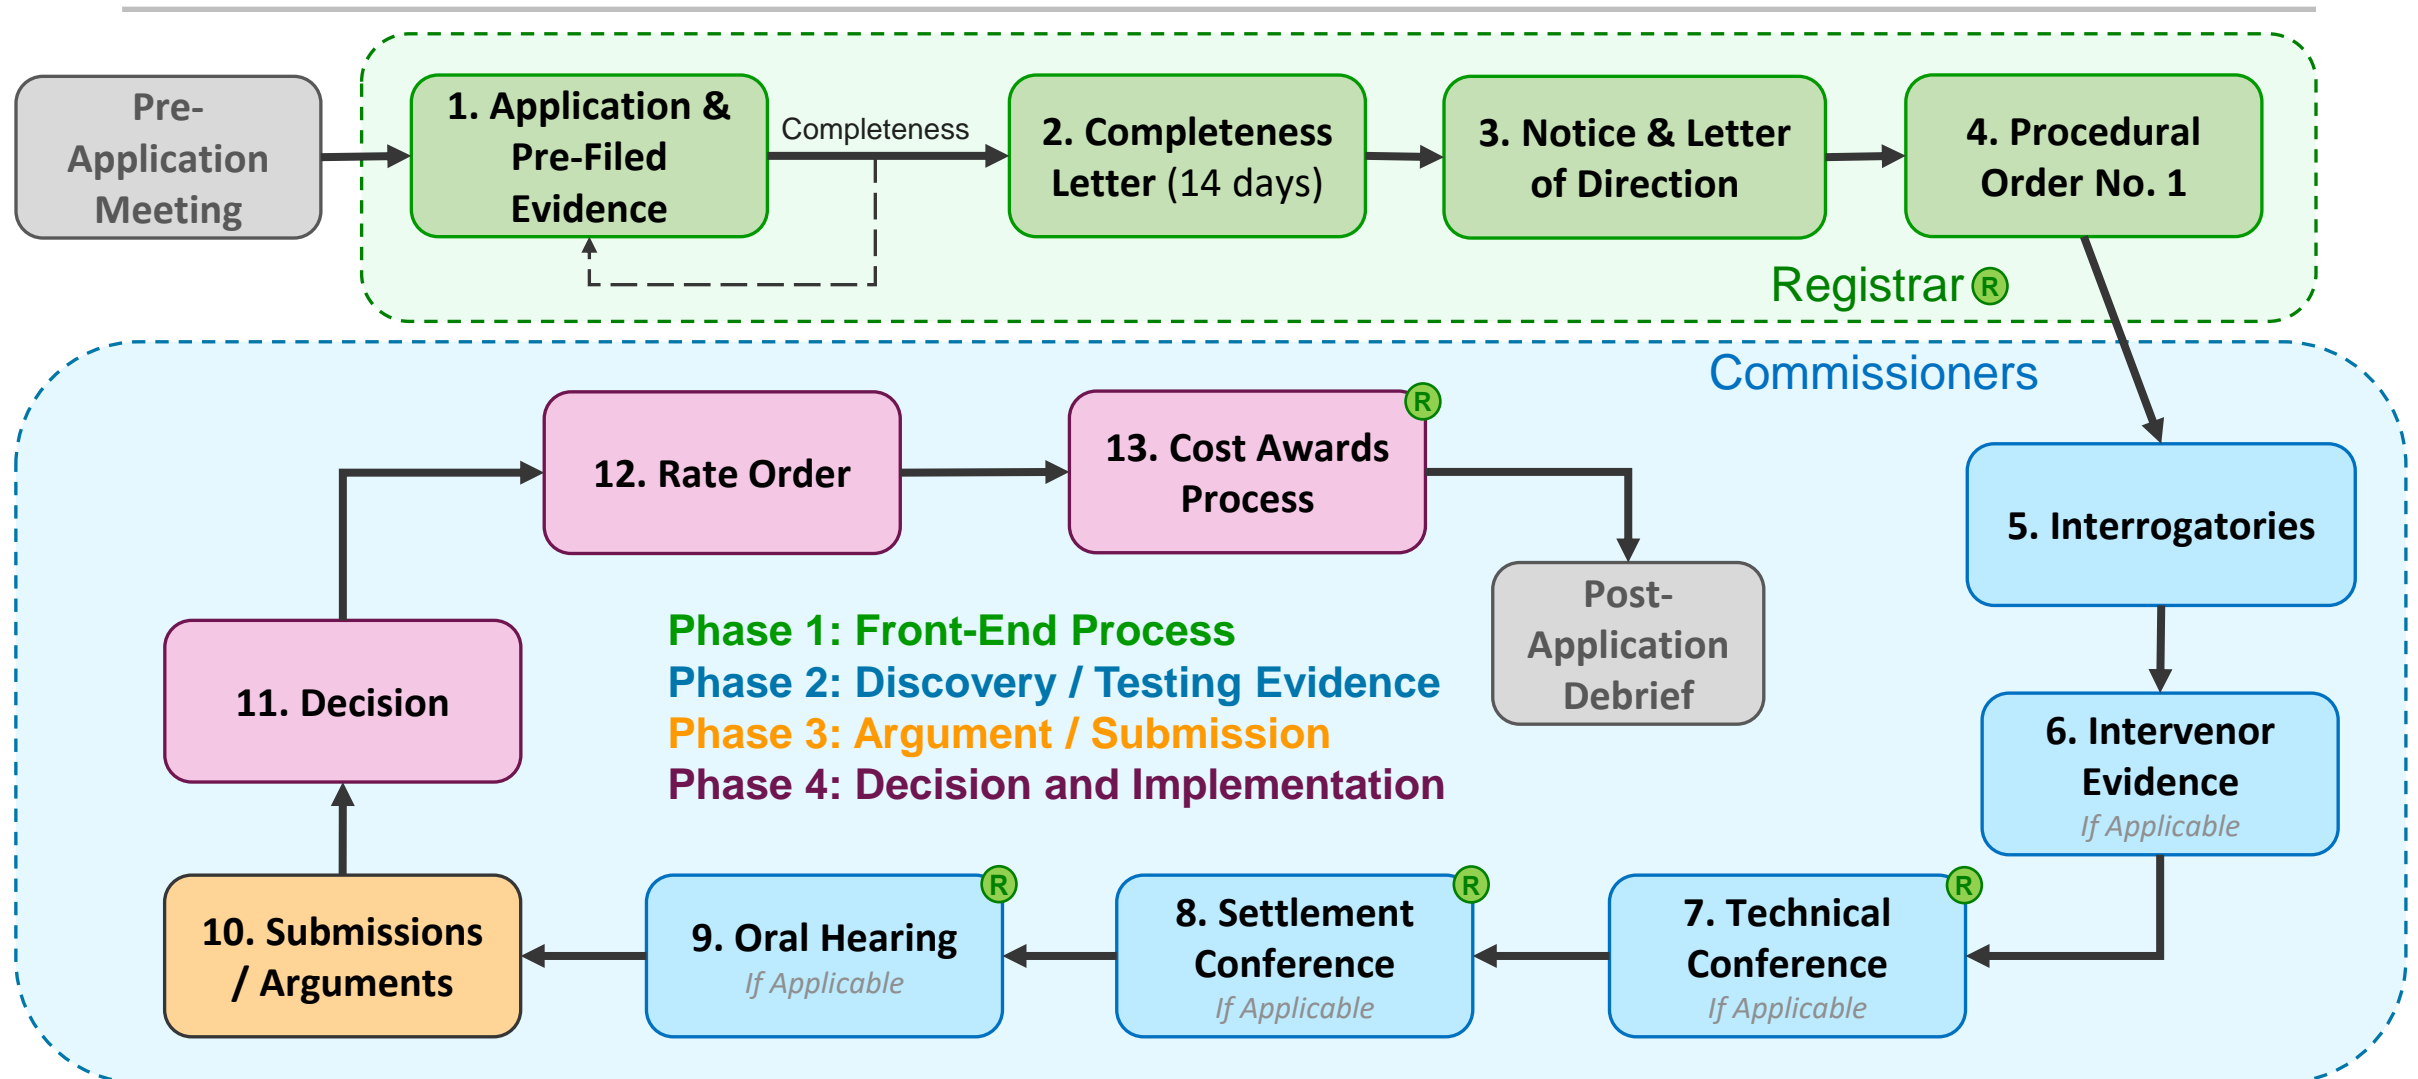 Pre-
Application
Meeting
1. Application &
Pre-Filed
Evidence
Completeness
2. Completeness
Letter (14 days)
3. Notice & Letter
of Direction
4. Procedural
Order No. 1
Registrar R
Commissioners
5. Interrogatories
6. Intervenor
Evidence
If Applicable
R
7. Technical
Conference
If Applicable
R
8. Settlement
Conference
If Applicable
R
9. Oral Hearing
If Applicable
10. Submissions
/ Arguments
11. Decision
12. Rate Order
R
13. Cost Awards
Process
Post-
Application
Debrief
Phase 1: Front-End Process
Phase 2: Discovery / Testing Evidence
Phase 3: Argument / Submission
Phase 4: Decision and Implementation